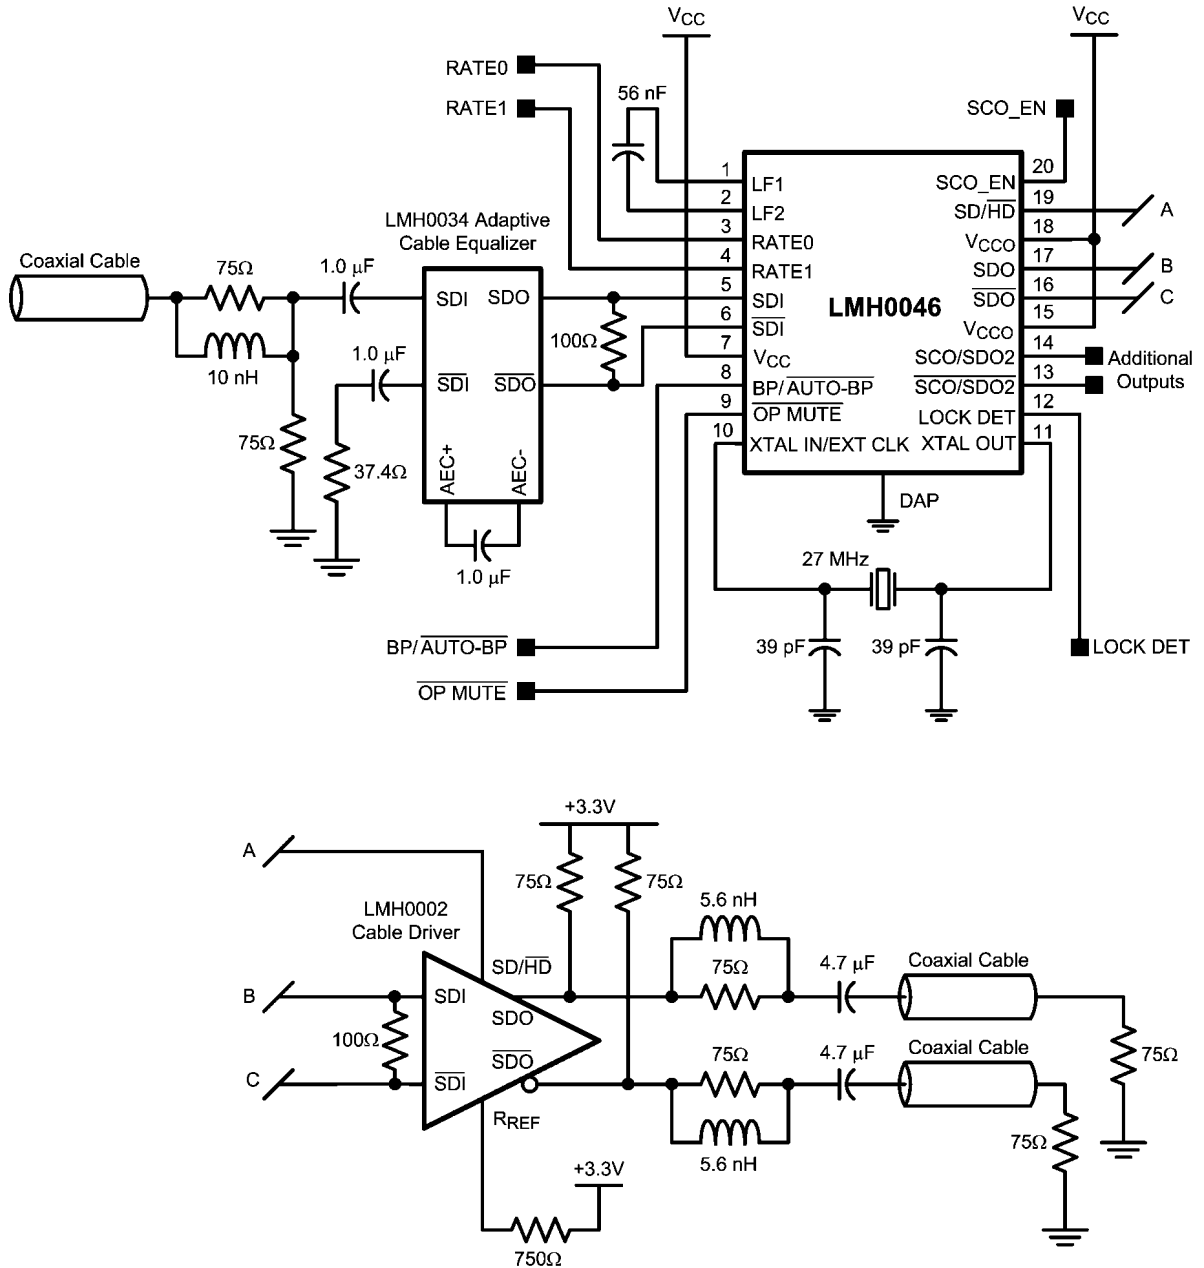 VCC
VCC
RATE0
RATE1
56 nF
SCO_EN
LMH0034 Adaptive
Cable Equalizer
Coaxial Cable
75Ω
10 nH
75Ω
1.0 µF
1.0 µF
37.4Ω
SDI
SDO
SDI
SDO
AEC+
AEC-
1.0 µF
100Ω
1
LF1
2
LF2
3
RATE0
4
RATE1
5
SDI
6
SDI
7
VCC
8
BP/AUTO-BP
9
OP MUTE
10
XTAL IN/EXT CLK
LMH0046
20
SCO_EN
19
SD/HD
18
VCCO
17
SDO
16
SDO
15
VCCO
14
SCO/SDO2
13
SCO/SDO2
12
LOCK DET
11
XTAL OUT
A
B
C
Additional
Outputs
DAP
27 MHz
39 pF
39 pF
BP/AUTO-BP
OP MUTE
LOCK DET
+3.3V
A
75Ω
75Ω
LMH0002
Cable Driver
B
100Ω
C
SD/HD
SDI
SDO
SDO
SDI
RREF
+3.3V
750Ω
5.6 nH
75Ω
4.7 µF
Coaxial Cable
75Ω
75Ω
5.6 nH
4.7 µF
Coaxial Cable
75Ω